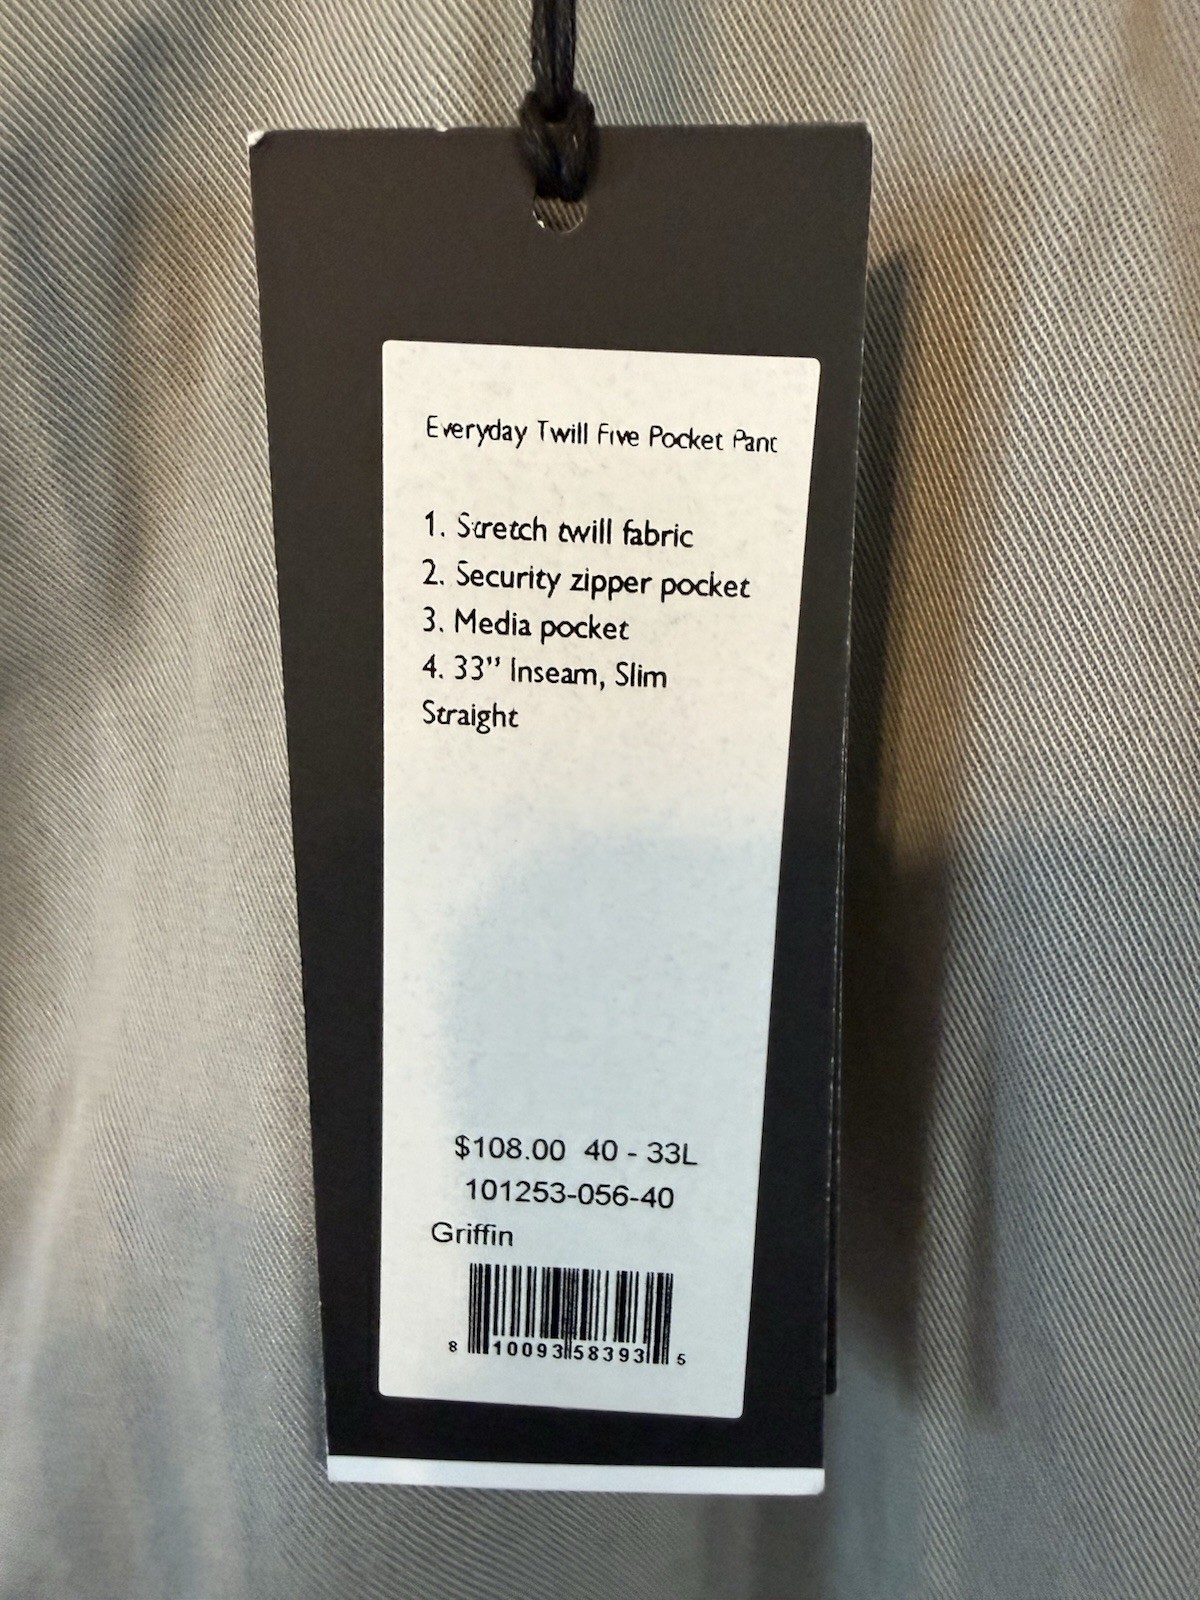 Everyday Twill Five Pocket Pant
1. Stretch twill fabric
2. Security zipper pocket
3. Media pocket
4. 33" Inseam, Slim
Straight
$108.00 40 - 33L
101253-056-40
Griffin
8 10093 58393 5